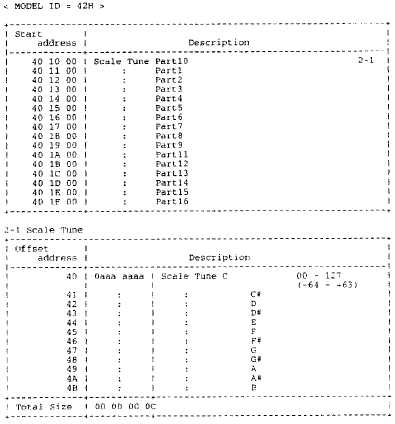 < MODEL ID = 42H >
Start
address | Description
40 10 00 | Scale Tune Part10 2-1
40 11 00 | : Part1
40 12 00 | : Part2
40 13 00 | : Part3
40 14 00 | : Part4
40 15 00 | : Part5
40 16 00 | : Part6
40 17 00 | : Part7
40 18 00 | : Part8
40 19 00 | : Part9
40 1A 00 | : Part11
40 1B 00 | : Part12
40 1C 00 | : Part13
40 1D 00 | : Part14
40 1E 00 | : Part15
40 1F 00 | : Part16
2-1 Scale Tune
Offset
address | Description
40 | 0aaa aaaa | Scale Tune C 00 - 127
(-64 - +63)
41 | : | : C#
42 | : | : D
43 | : | : D#
44 | : | : E
45 | : | : F
46 | : | : F#
47 | : | : G
48 | : | : G#
49 | : | : A
4A | : | : A#
4B | : | : B
Total Size | 00 00 00 0C